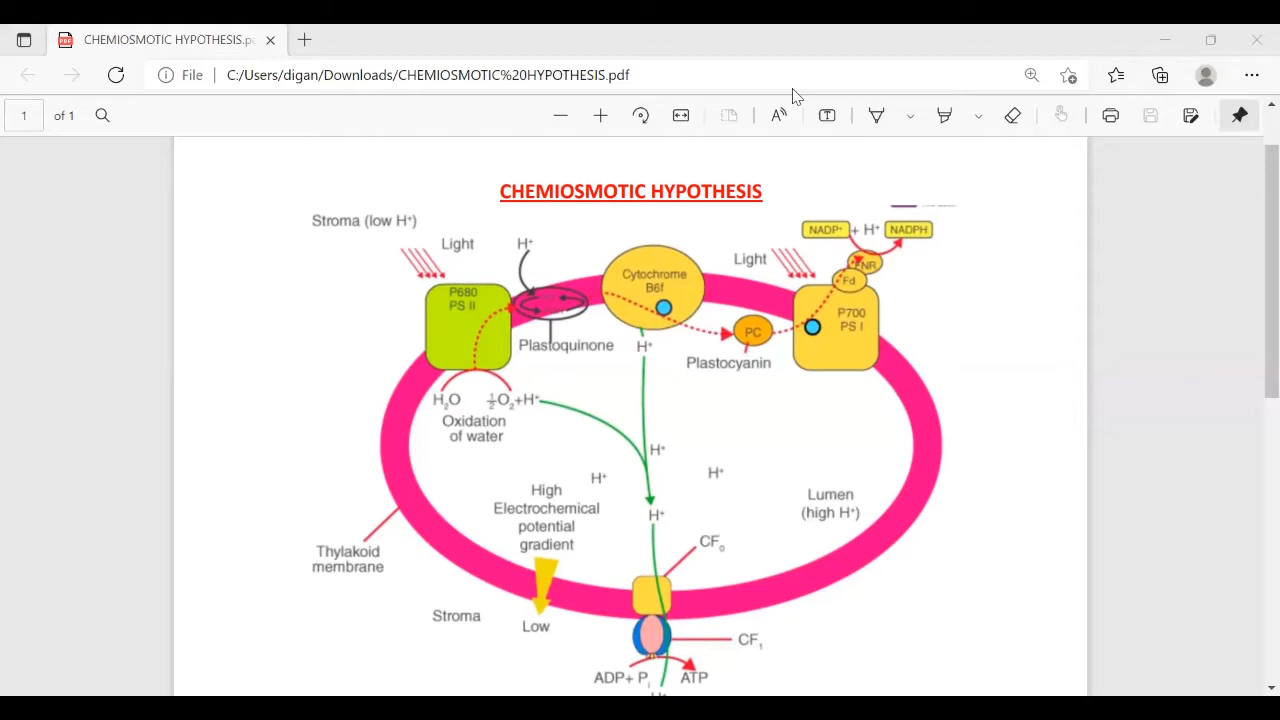 CHEMIOSMOTIC HYPOTHESIS.p
File
C:/Users/digan/Downloads/CHEMIOSMOTIC%20HYPOTHESIS.pdf
1 of 1
CHEMIOSMOTIC HYPOTHESIS
Stroma (low H⁺)
Light
H⁺
Cytochrome
B6f
Light
NADP⁺ + H⁺ NADPH
FNR
Fd
P680
PS II
P700
PS I
PC
Plastoquinone
H⁺
Plastocyanin
H₂O ½O₂+H⁺
Oxidation
of water
H⁺
H⁺
H⁺
High
Electrochemical
potential
gradient
Lumen
(high H⁺)
H⁺
CF₀
Thylakoid
membrane
Stroma
Low
CF₁
ADP+ Pᵢ ATP